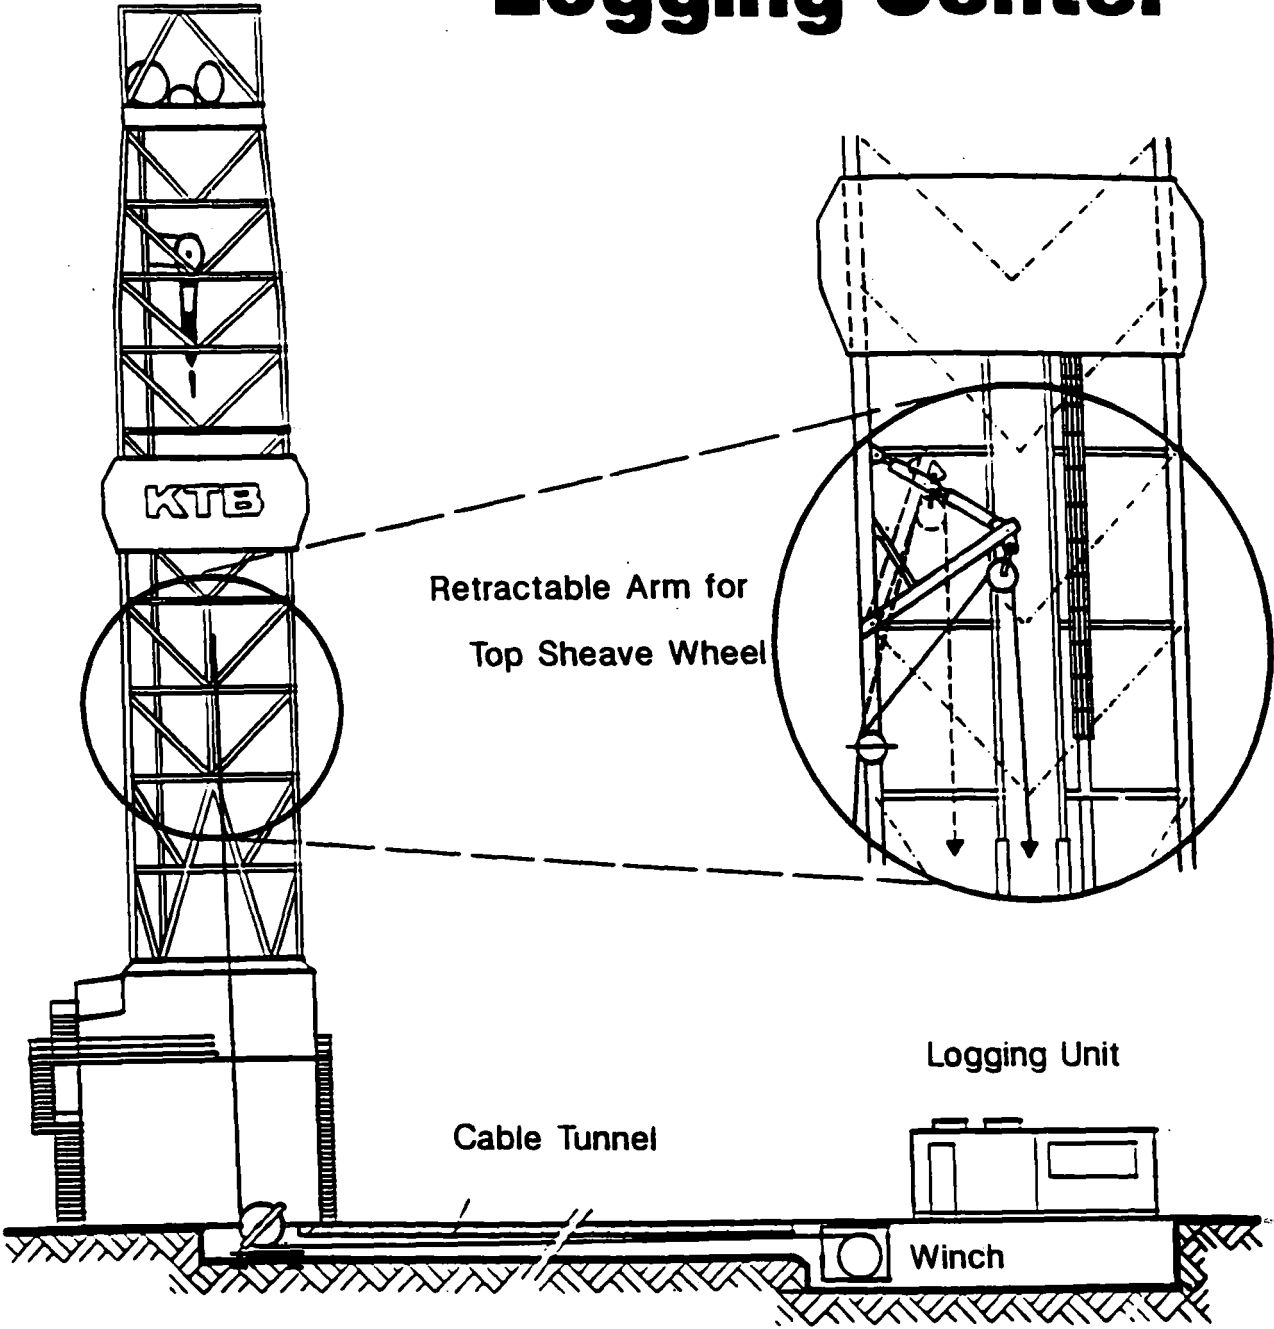 Logging Center
KTB
Retractable Arm for
Top Sheave Wheel
Logging Unit
Cable Tunnel
Winch